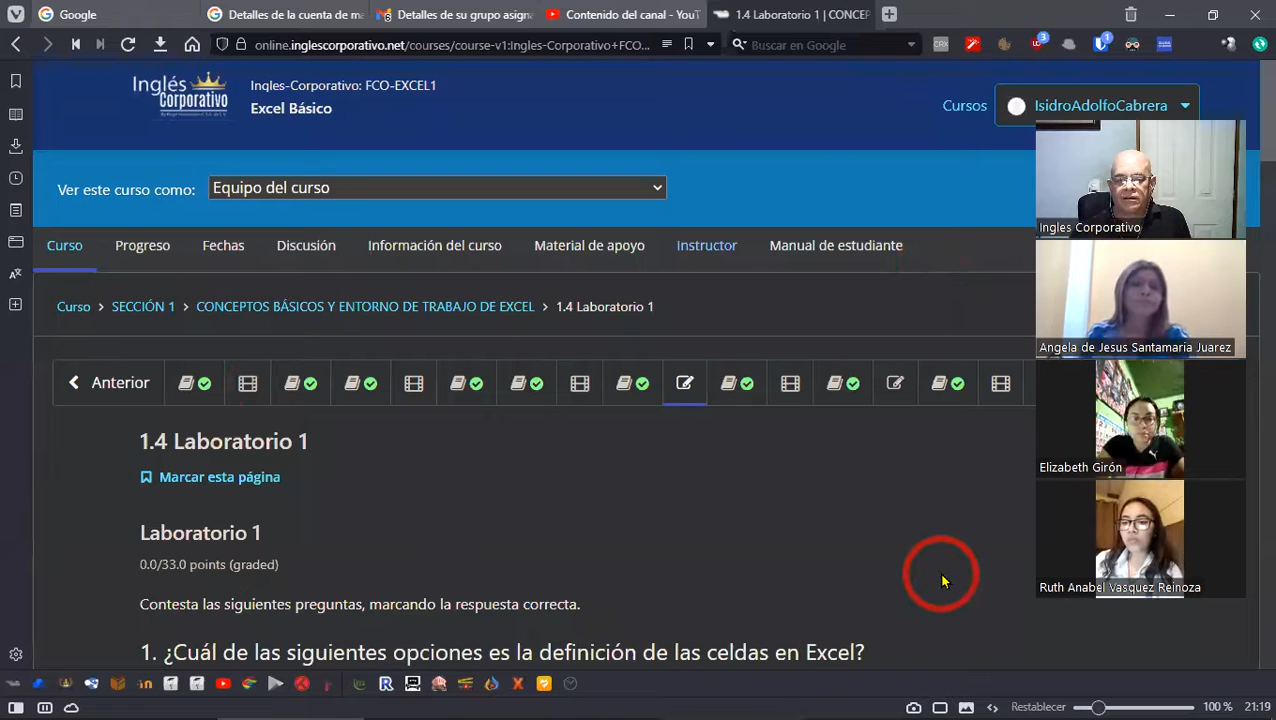 Google
Detalles de la cuenta de ma
Detalles de su grupo asigna
Contenido del canal - YouT
1.4 Laboratorio 1 | CONCEP
online.inglescorporativo.net/courses/course-v1:Ingles-Corporativo+FCO...
Buscar en Google
Inglés
Corporativo
Ingles-Corporativo: FCO-EXCEL1
Excel Básico
Cursos
IsidroAdolfoCabrera
Ver este curso como:
Equipo del curso
Ingles Corporativo
Curso
Progreso
Fechas
Discusión
Información del curso
Material de apoyo
Instructor
Manual de estudiante
Curso > SECCIÓN 1 > CONCEPTOS BÁSICOS Y ENTORNO DE TRABAJO DE EXCEL > 1.4 Laboratorio 1
Angela de Jesus Santamaria Juarez
Anterior
1.4 Laboratorio 1
Marcar esta página
Elizabeth Girón
Laboratorio 1
0.0/33.0 points (graded)
Ruth Anabel Vasquez Reinoza
Contesta las siguientes preguntas, marcando la respuesta correcta.
1. ¿Cuál de las siguientes opciones es la definición de las celdas en Excel?
Restablecer
100 %
21:19